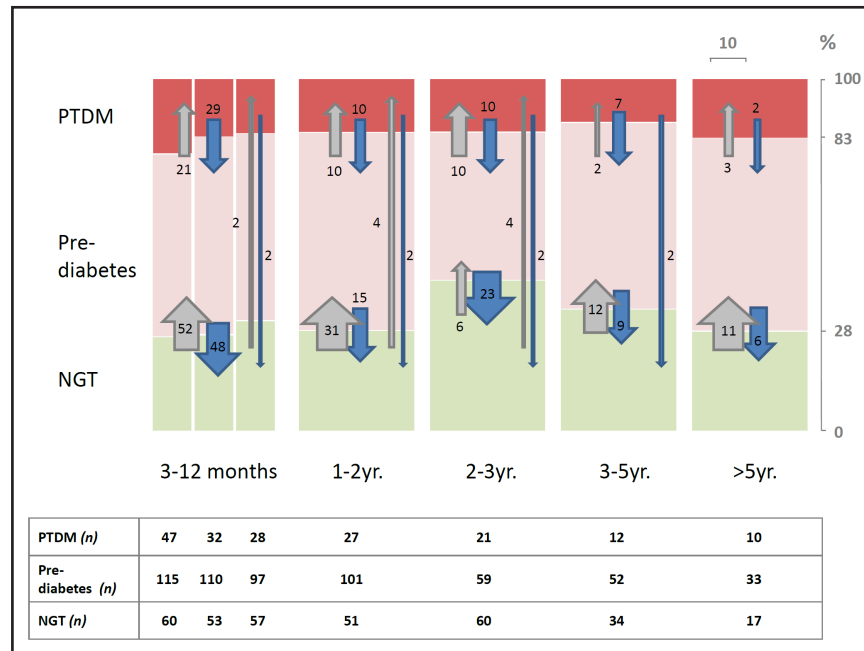 10 %
100
PTDM 29 10 10 7 2
83
21 10 10 2 3
2 4 4
Pre-
diabetes 2 2 2 2
15
23
52 31 12 11 28
48 6 9 6
NGT
0
3-12 months 1-2yr. 2-3yr. 3-5yr. >5yr.
PTDM (n) 47 32 28 27 21 12 10
Pre-
diabetes (n) 115 110 97 101 59 52 33
NGT (n) 60 53 57 51 60 34 17